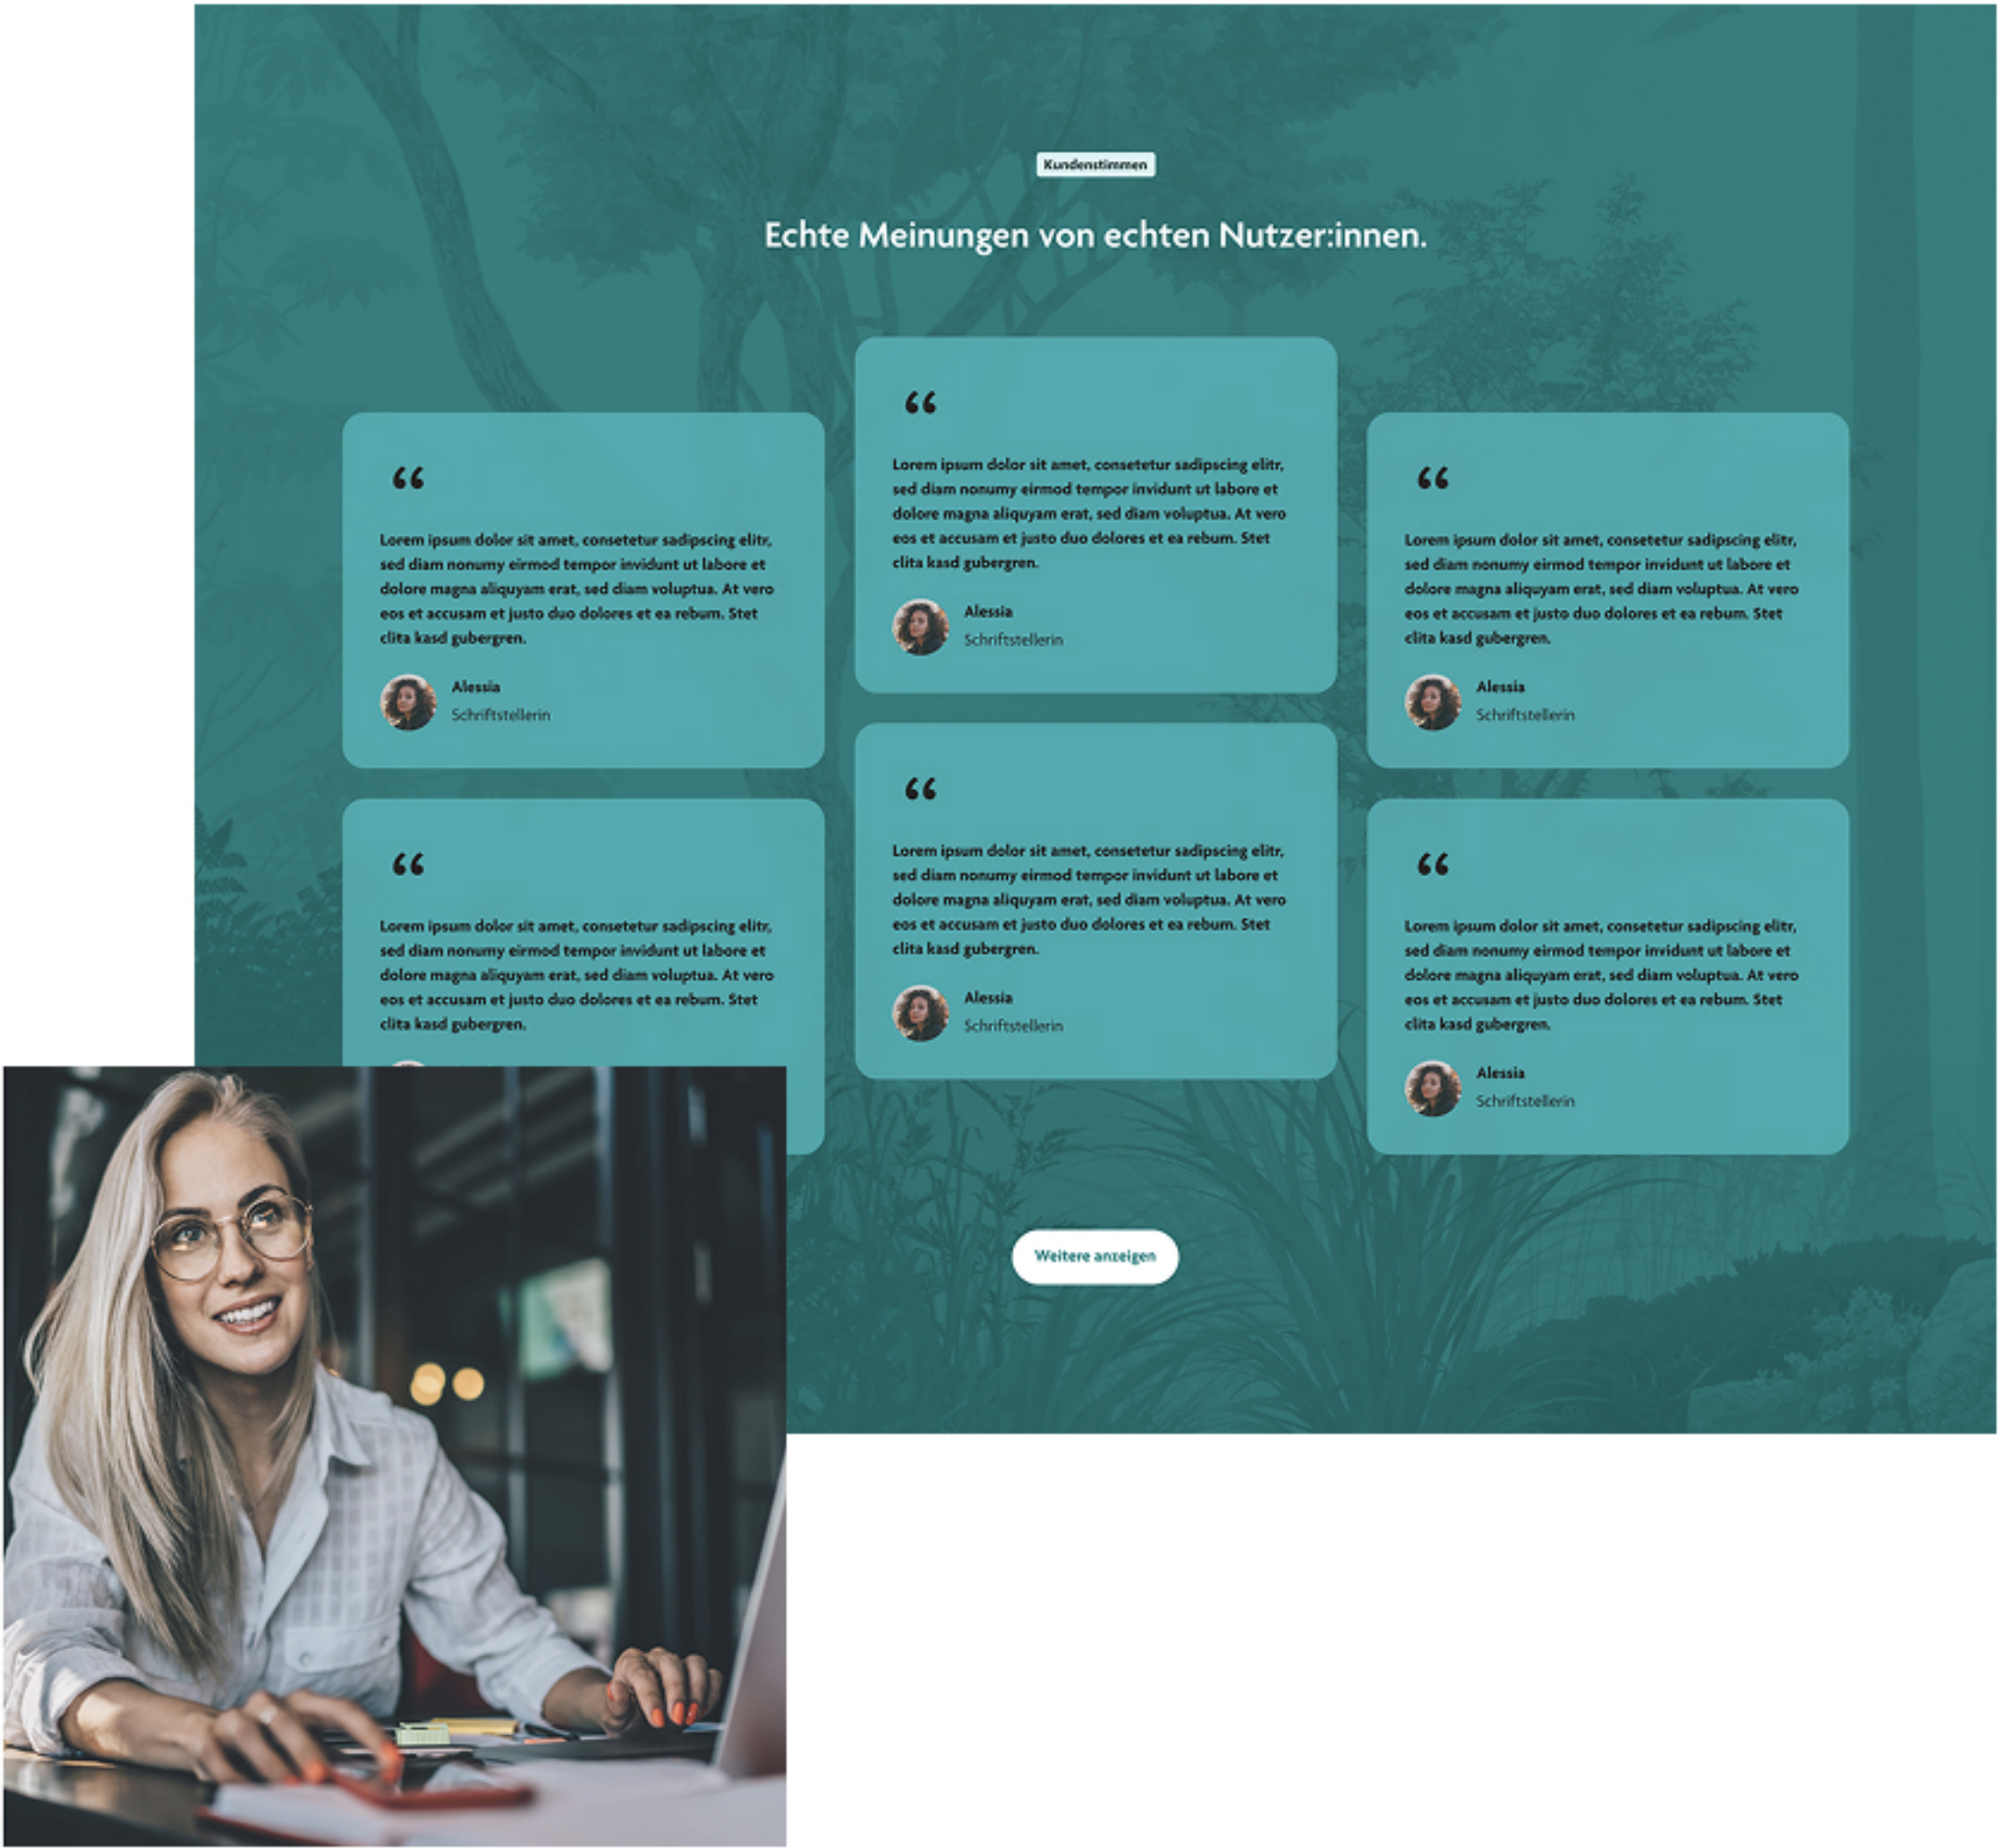 Kundenstimmen
Echte Meinungen von echten Nutzer:innen.
“
Lorem ipsum dolor sit amet, consetetur sadipscing elitr,
sed diam nonumy eirmod tempor invidunt ut labore et
dolore magna aliquyam erat, sed diam voluptua. At vero
eos et accusam et justo duo dolores et ea rebum. Stet
clita kasd gubergren.
Alessia
Schriftstellerin
“
Lorem ipsum dolor sit amet, consetetur sadipscing elitr,
sed diam nonumy eirmod tempor invidunt ut labore et
dolore magna aliquyam erat, sed diam voluptua. At vero
eos et accusam et justo duo dolores et ea rebum. Stet
clita kasd gubergren.
Alessia
Schriftstellerin
“
Lorem ipsum dolor sit amet, consetetur sadipscing elitr,
sed diam nonumy eirmod tempor invidunt ut labore et
dolore magna aliquyam erat, sed diam voluptua. At vero
eos et accusam et justo duo dolores et ea rebum. Stet
clita kasd gubergren.
Alessia
Schriftstellerin
“
Lorem ipsum dolor sit amet, consetetur sadipscing elitr,
sed diam nonumy eirmod tempor invidunt ut labore et
dolore magna aliquyam erat, sed diam voluptua. At vero
eos et accusam et justo duo dolores et ea rebum. Stet
clita kasd gubergren.
“
Lorem ipsum dolor sit amet, consetetur sadipscing elitr,
sed diam nonumy eirmod tempor invidunt ut labore et
dolore magna aliquyam erat, sed diam voluptua. At vero
eos et accusam et justo duo dolores et ea rebum. Stet
clita kasd gubergren.
Alessia
Schriftstellerin
“
Lorem ipsum dolor sit amet, consetetur sadipscing elitr,
sed diam nonumy eirmod tempor invidunt ut labore et
dolore magna aliquyam erat, sed diam voluptua. At vero
eos et accusam et justo duo dolores et ea rebum. Stet
clita kasd gubergren.
Alessia
Schriftstellerin
Weitere anzeigen